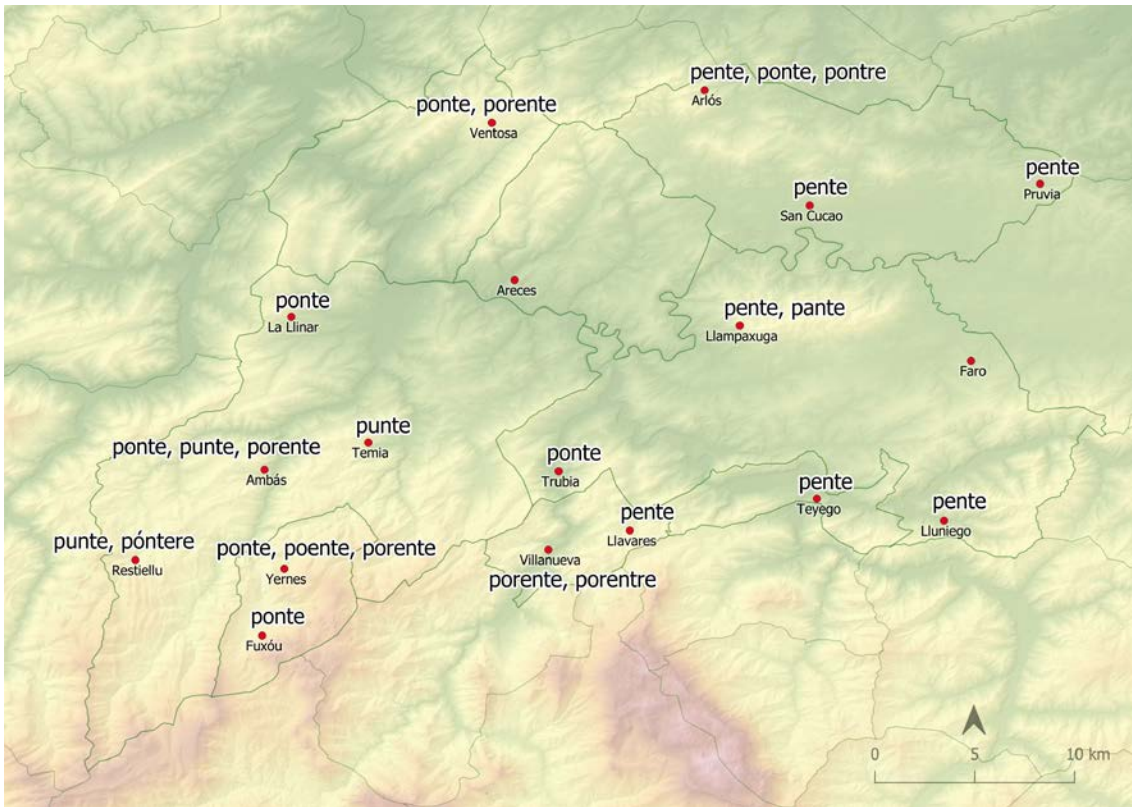 pente, ponte, pontre
Arlós
ponte, porente
Ventosa
pente
Pruvia
pente
San Cucao
Areces
ponte
La Llinar
pente, pante
Llampaxuga
Faro
punte
Temia
ponte, punte, porente
Ambás
ponte
Trubia
pente
Teyego
pente
Lluniego
pente
Llavares
punte, póntere
Restiellu
ponte, poente, porente
Yernes
Villanueva
porente, porentre
ponte
Fuxóu
0 5 10 km